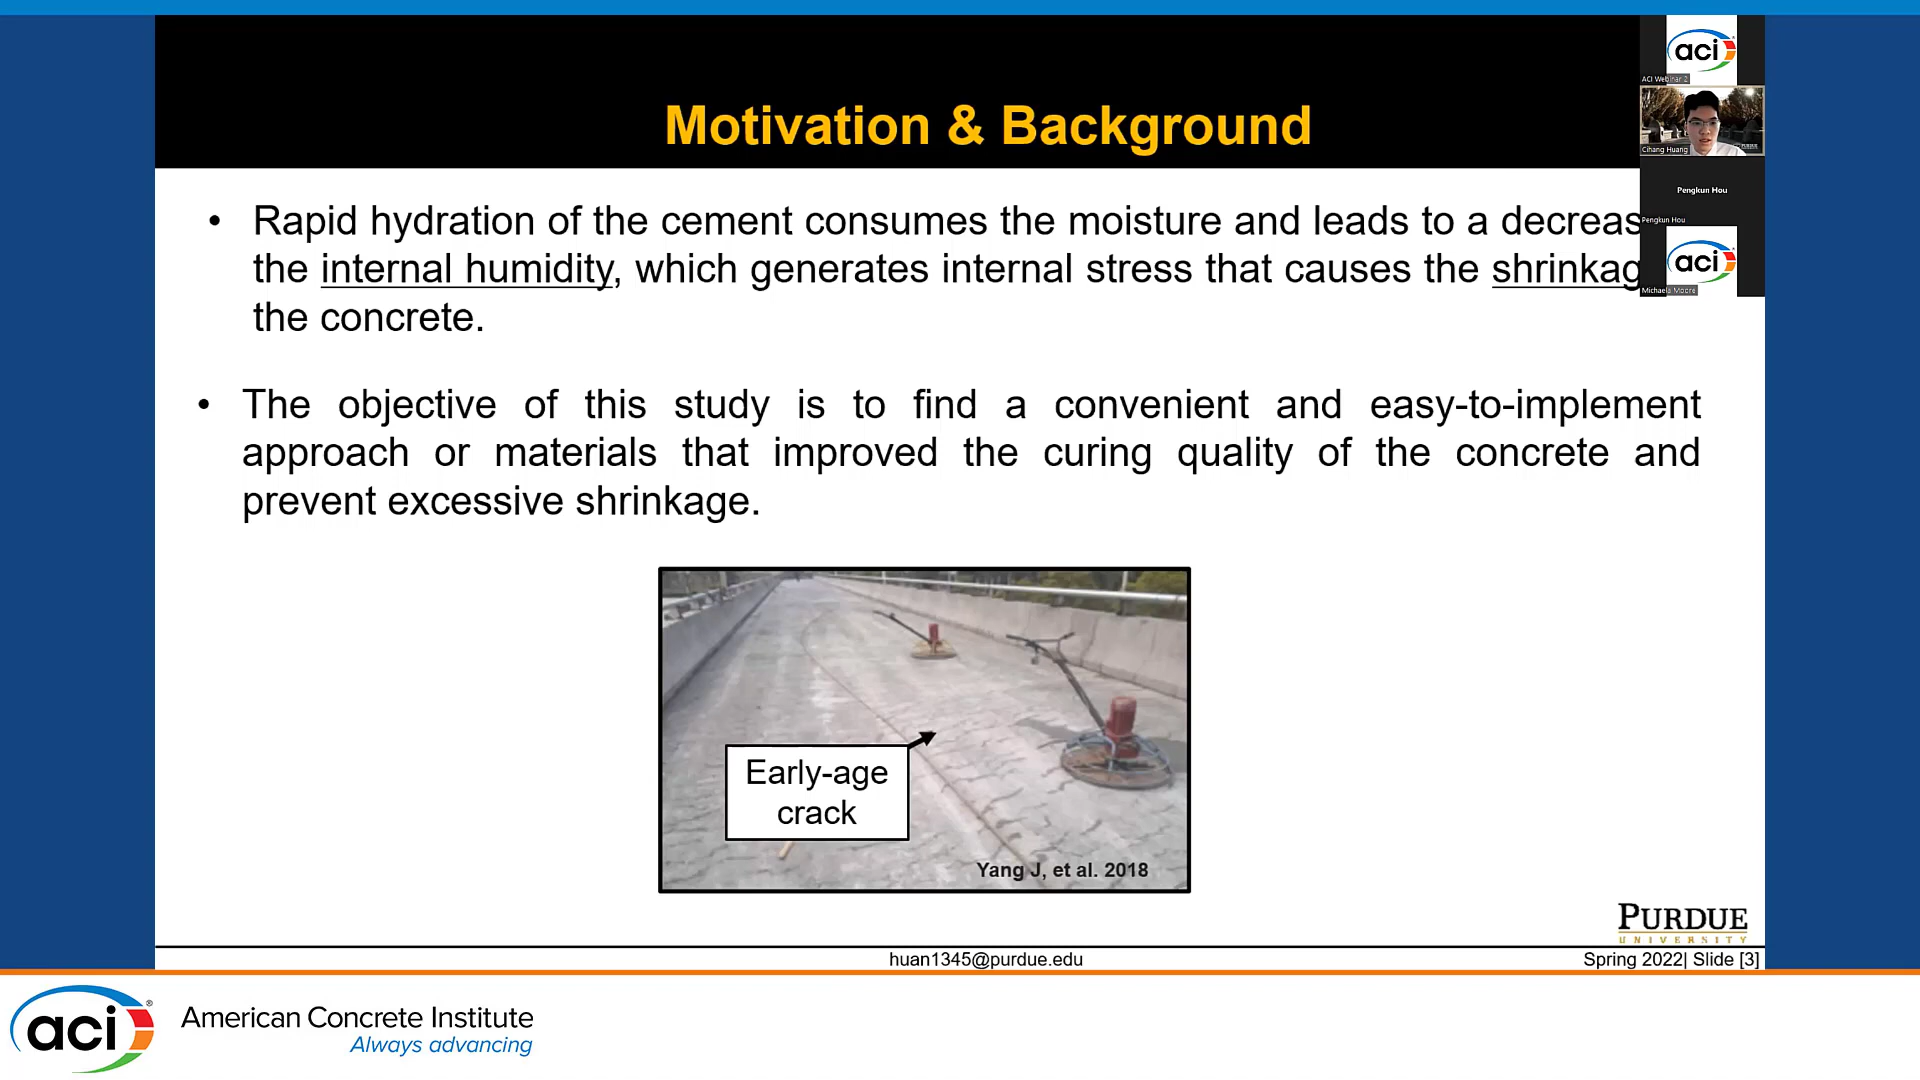 Motivation & Background
aci
ACI Webinar 2
Cihang Huang
Pengkun Hou
Pengkun Hou
aci
Michaela Moore
• Rapid hydration of the cement consumes the moisture and leads to a decreas
the internal humidity, which generates internal stress that causes the shrinkag
the concrete.
• The objective of this study is to find a convenient and easy-to-implement
approach or materials that improved the curing quality of the concrete and
prevent excessive shrinkage.
Early-age
crack
Yang J, et al. 2018
PURDUE
UNIVERSITY
huan1345@purdue.edu
Spring 2022| Slide [3]
aci®
American Concrete Institute
Always advancing